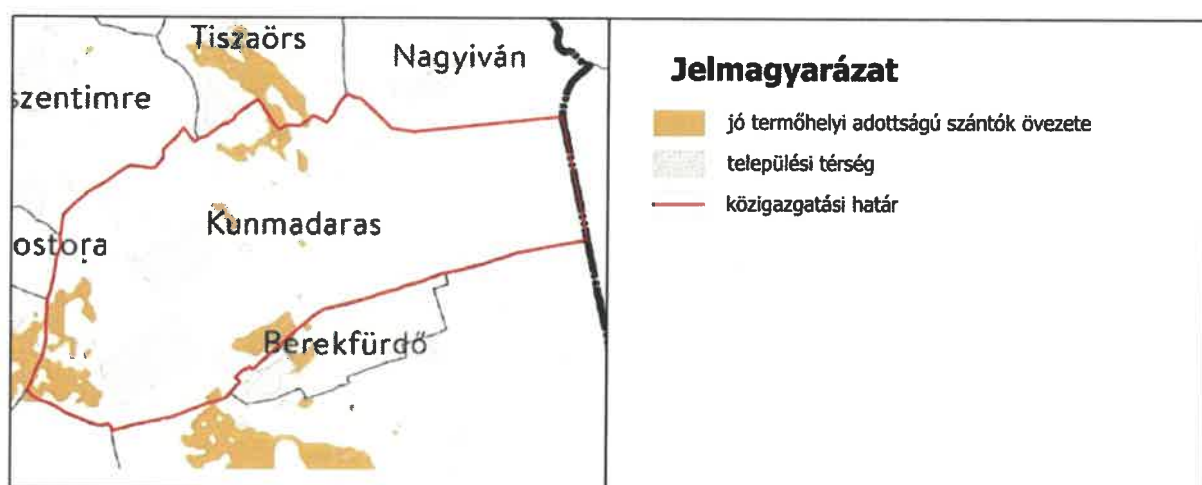 Tiszaörs
Nagyiván
szentimre
Kunmadaras
ostora
Berekfürdő
Jelmagyarázat
jó termőhelyi adottságú szántók övezete
települési térség
közigazgatási határ